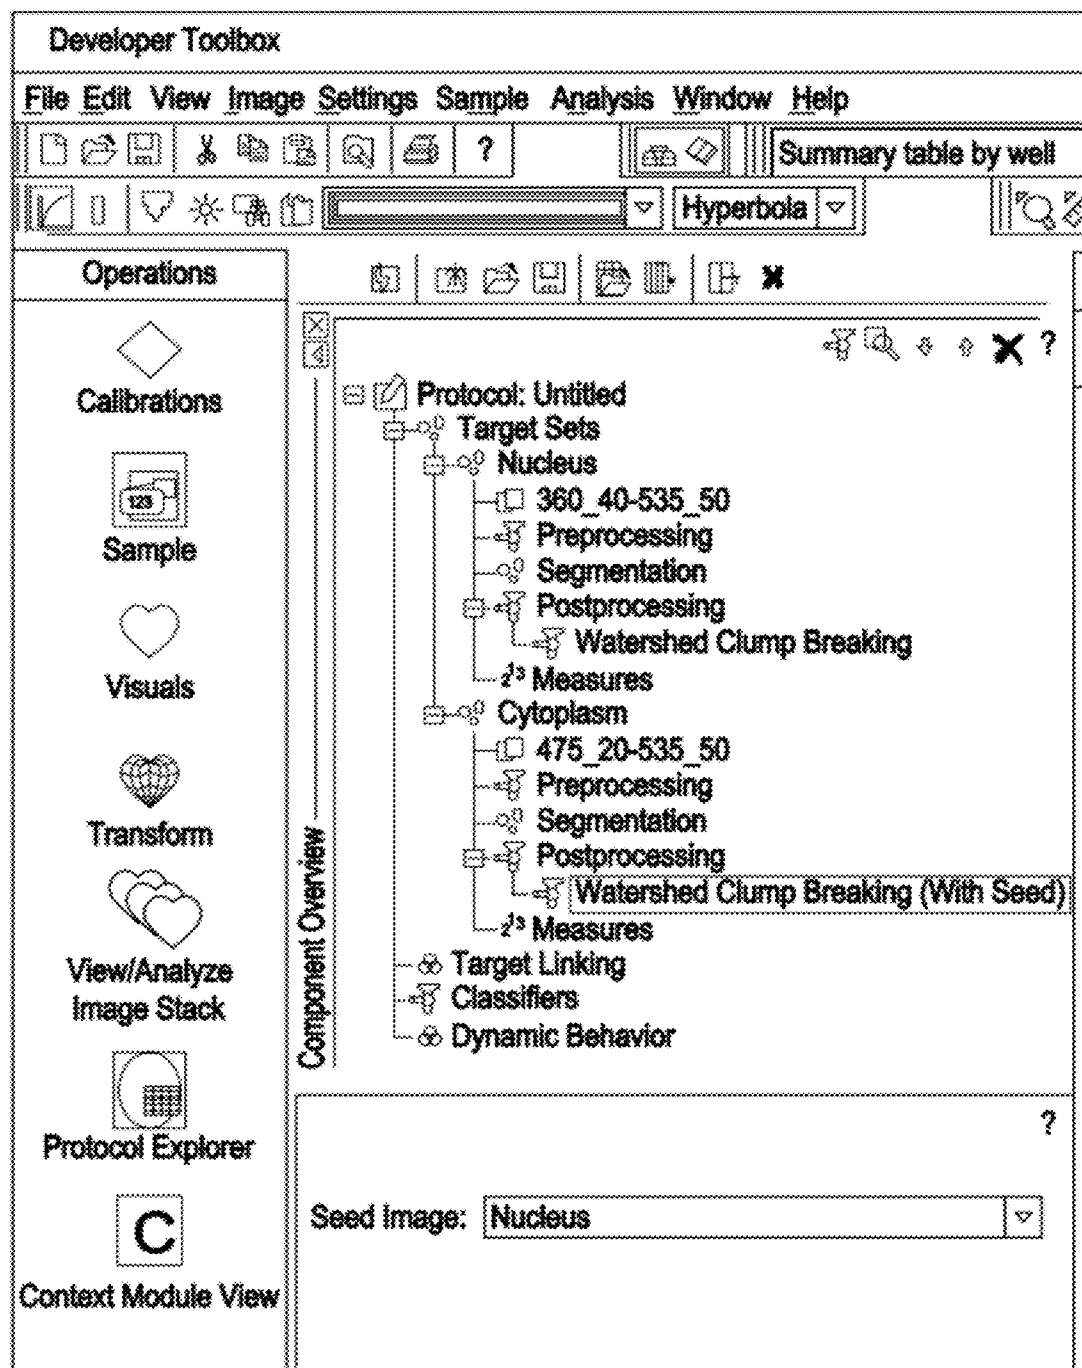 Developer Toolbox
File Edit View Image Settings Sample Analysis Window Help
? Summary table by well
Hyperbola
Operations
Calibrations
123
Sample
Visuals
Transform
View/Analyze
Image Stack
Protocol Explorer
C
Context Module View
Component Overview
?
Protocol: Untitled
Target Sets
Nucleus
360_40-535_50
Preprocessing
Segmentation
Postprocessing
Watershed Clump Breaking
213 Measures
Cytoplasm
475_20-535_50
Preprocessing
Segmentation
Postprocessing
Watershed Clump Breaking (With Seed)
213 Measures
Target Linking
Classifiers
Dynamic Behavior
?
Seed Image: Nucleus